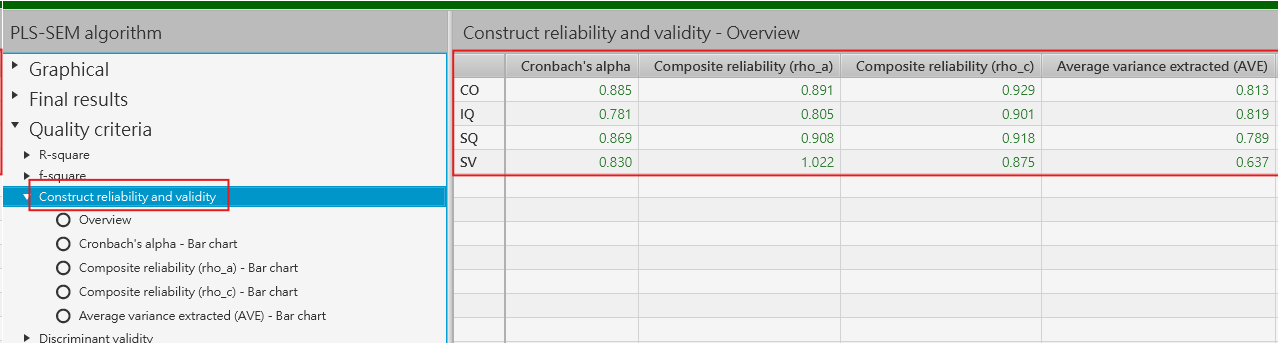 PLS-SEM algorithm
Graphical
Final results
Quality criteria
R-square
f-square
Construct reliability and validity
Overview
Cronbach's alpha - Bar chart
Composite reliability (rho_a) - Bar chart
Composite reliability (rho_c) - Bar chart
Average variance extracted (AVE) - Bar chart
Discriminant validity
Construct reliability and validity - Overview
Cronbach's alpha Composite reliability (rho_a) Composite reliability (rho_c) Average variance extracted (AVE)
CO 0.885 0.891 0.929 0.813
IQ 0.781 0.805 0.901 0.819
SQ 0.869 0.908 0.918 0.789
SV 0.830 1.022 0.875 0.637